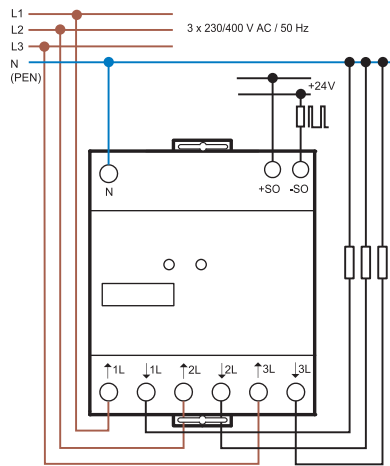 L1
L2
3 x 230/400 V AC / 50 Hz
L3
N
(PEN)
+24V
N
+SO
-SO
↑1L
↓1L
↑2L
↓2L
↑3L
↓3L